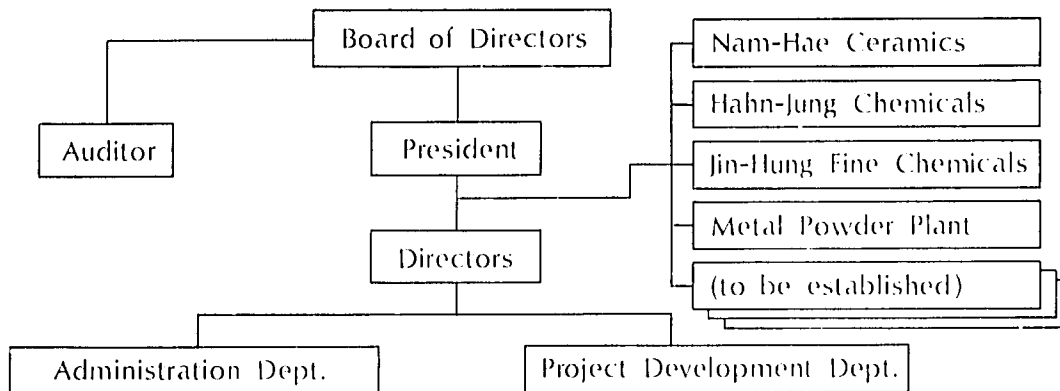 Board of Directors
Auditor
President
Directors
Administration Dept.
Project Development Dept.
Nam-Hae Ceramics
Hahn-Jung Chemicals
Jin-Hung Fine Chemicals
Metal Powder Plant
(to be established)